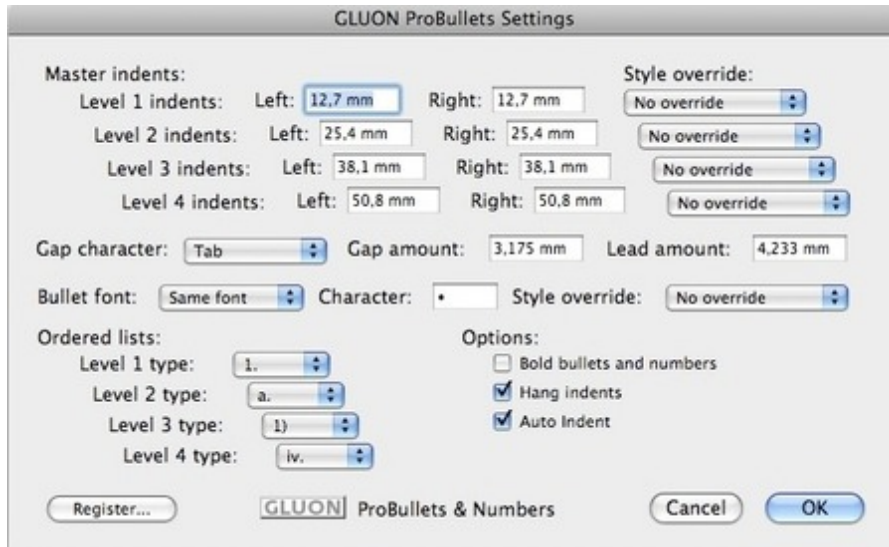 GLUON ProBullets Settings
Master indents: Style override:
Level 1 indents: Left: 12,7 mm Right: 12,7 mm No override
Level 2 indents: Left: 25,4 mm Right: 25,4 mm No override
Level 3 indents: Left: 38,1 mm Right: 38,1 mm No override
Level 4 indents: Left: 50,8 mm Right: 50,8 mm No override
Gap character: Tab Gap amount: 3,175 mm Lead amount: 4,233 mm
Bullet font: Same font Character: • Style override: No override
Ordered lists: Options:
Level 1 type: 1. Bold bullets and numbers
Level 2 type: a. Hang indents
Level 3 type: 1) Auto Indent
Level 4 type: iv.
Register... GLUON ProBullets & Numbers Cancel OK